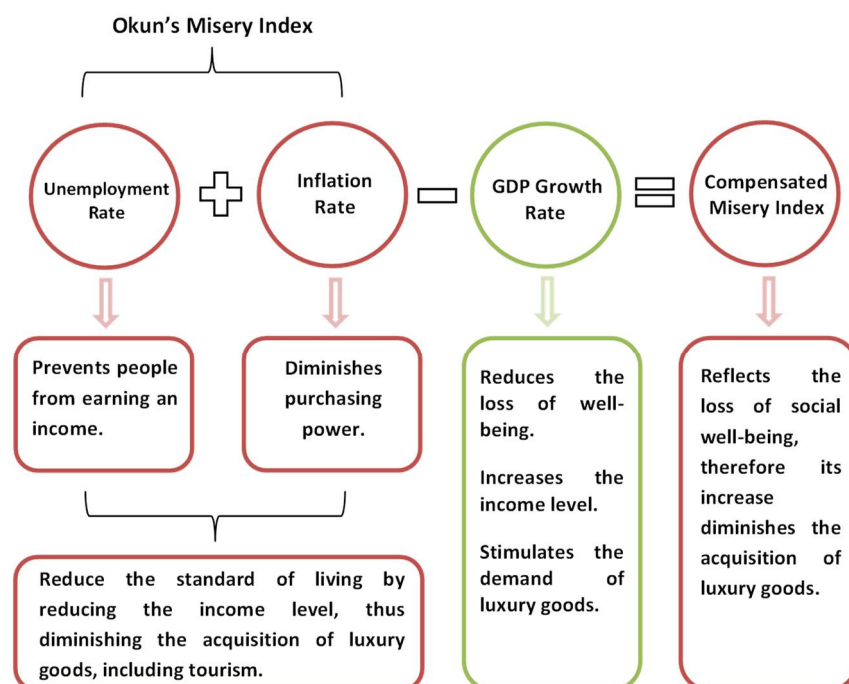 Okun's Misery Index
Unemployment
Rate
Inflation
Rate
GDP Growth
Rate
Compensated
Misery Index
Prevents people
from earning an
income.
Diminishes
purchasing
power.
Reduces the
loss of well-
being.
Increases the
income level.
Stimulates the
demand of
luxury goods.
Reflects the
loss of social
well-being,
therefore its
increase
diminishes the
acquisition of
luxury goods.
Reduce the standard of living by
reducing the income level, thus
diminishing the acquisition of luxury
goods, including tourism.